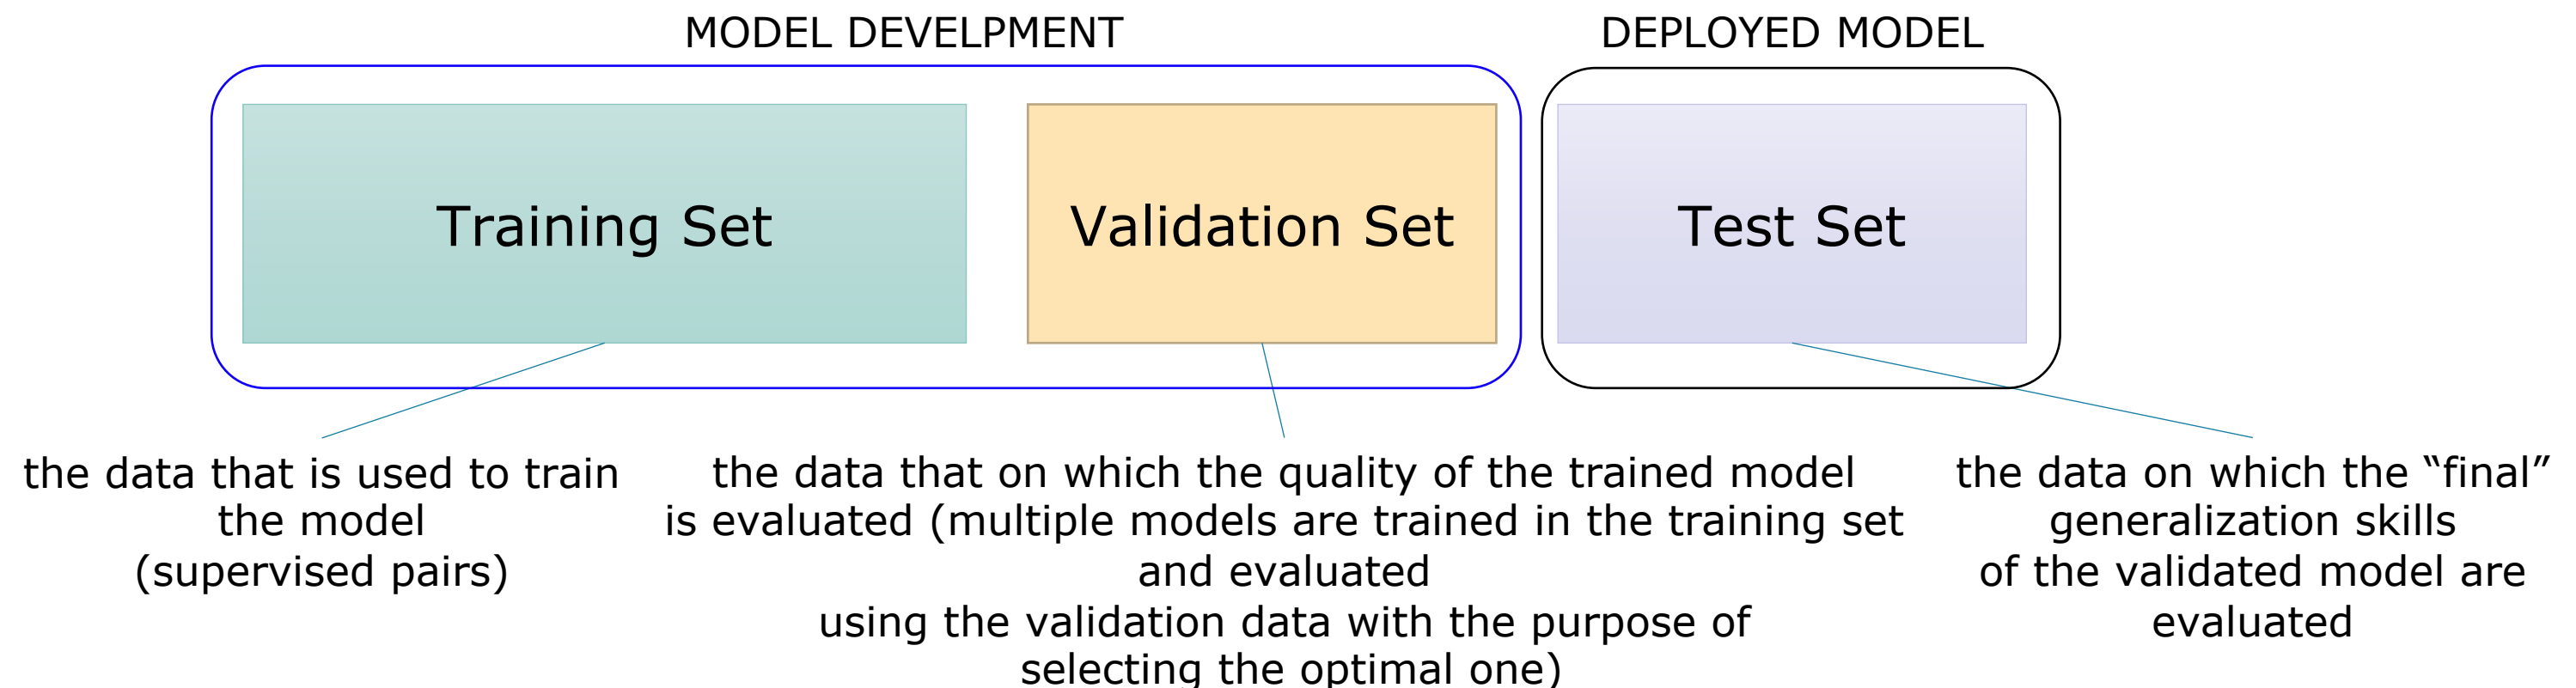 MODEL DEVELPMENT
DEPLOYED MODEL
Training Set
Validation Set
Test Set
the data that is used to train
the model
(supervised pairs)
the data that on which the quality of the trained model
is evaluated (multiple models are trained in the training set
and evaluated
using the validation data with the purpose of
selecting the optimal one)
the data on which the “final”
generalization skills
of the validated model are
evaluated